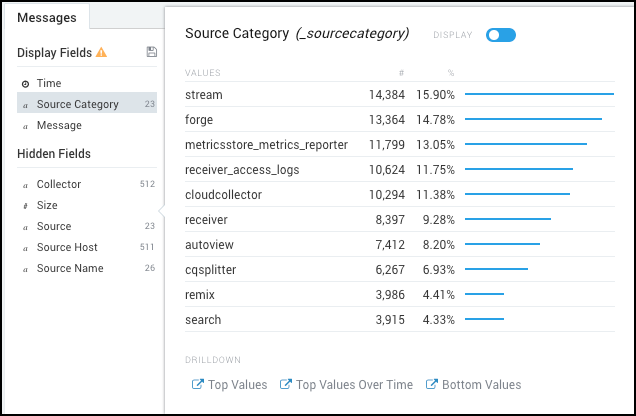 Messages
Display Fields
Time
a Source Category 23
a Message
Hidden Fields
a Collector 512
# Size
a Source 23
a Source Host 511
a Source Name 26
Source Category (_sourcecategory) DISPLAY
VALUES # %
stream 14,384 15.90%
forge 13,364 14.78%
metricsstore_metrics_reporter 11,799 13.05%
receiver_access_logs 10,624 11.75%
cloudcollector 10,294 11.38%
receiver 8,397 9.28%
autoview 7,412 8.20%
cqsplitter 6,267 6.93%
remix 3,986 4.41%
search 3,915 4.33%
DRILLDOWN
Top Values Top Values Over Time Bottom Values